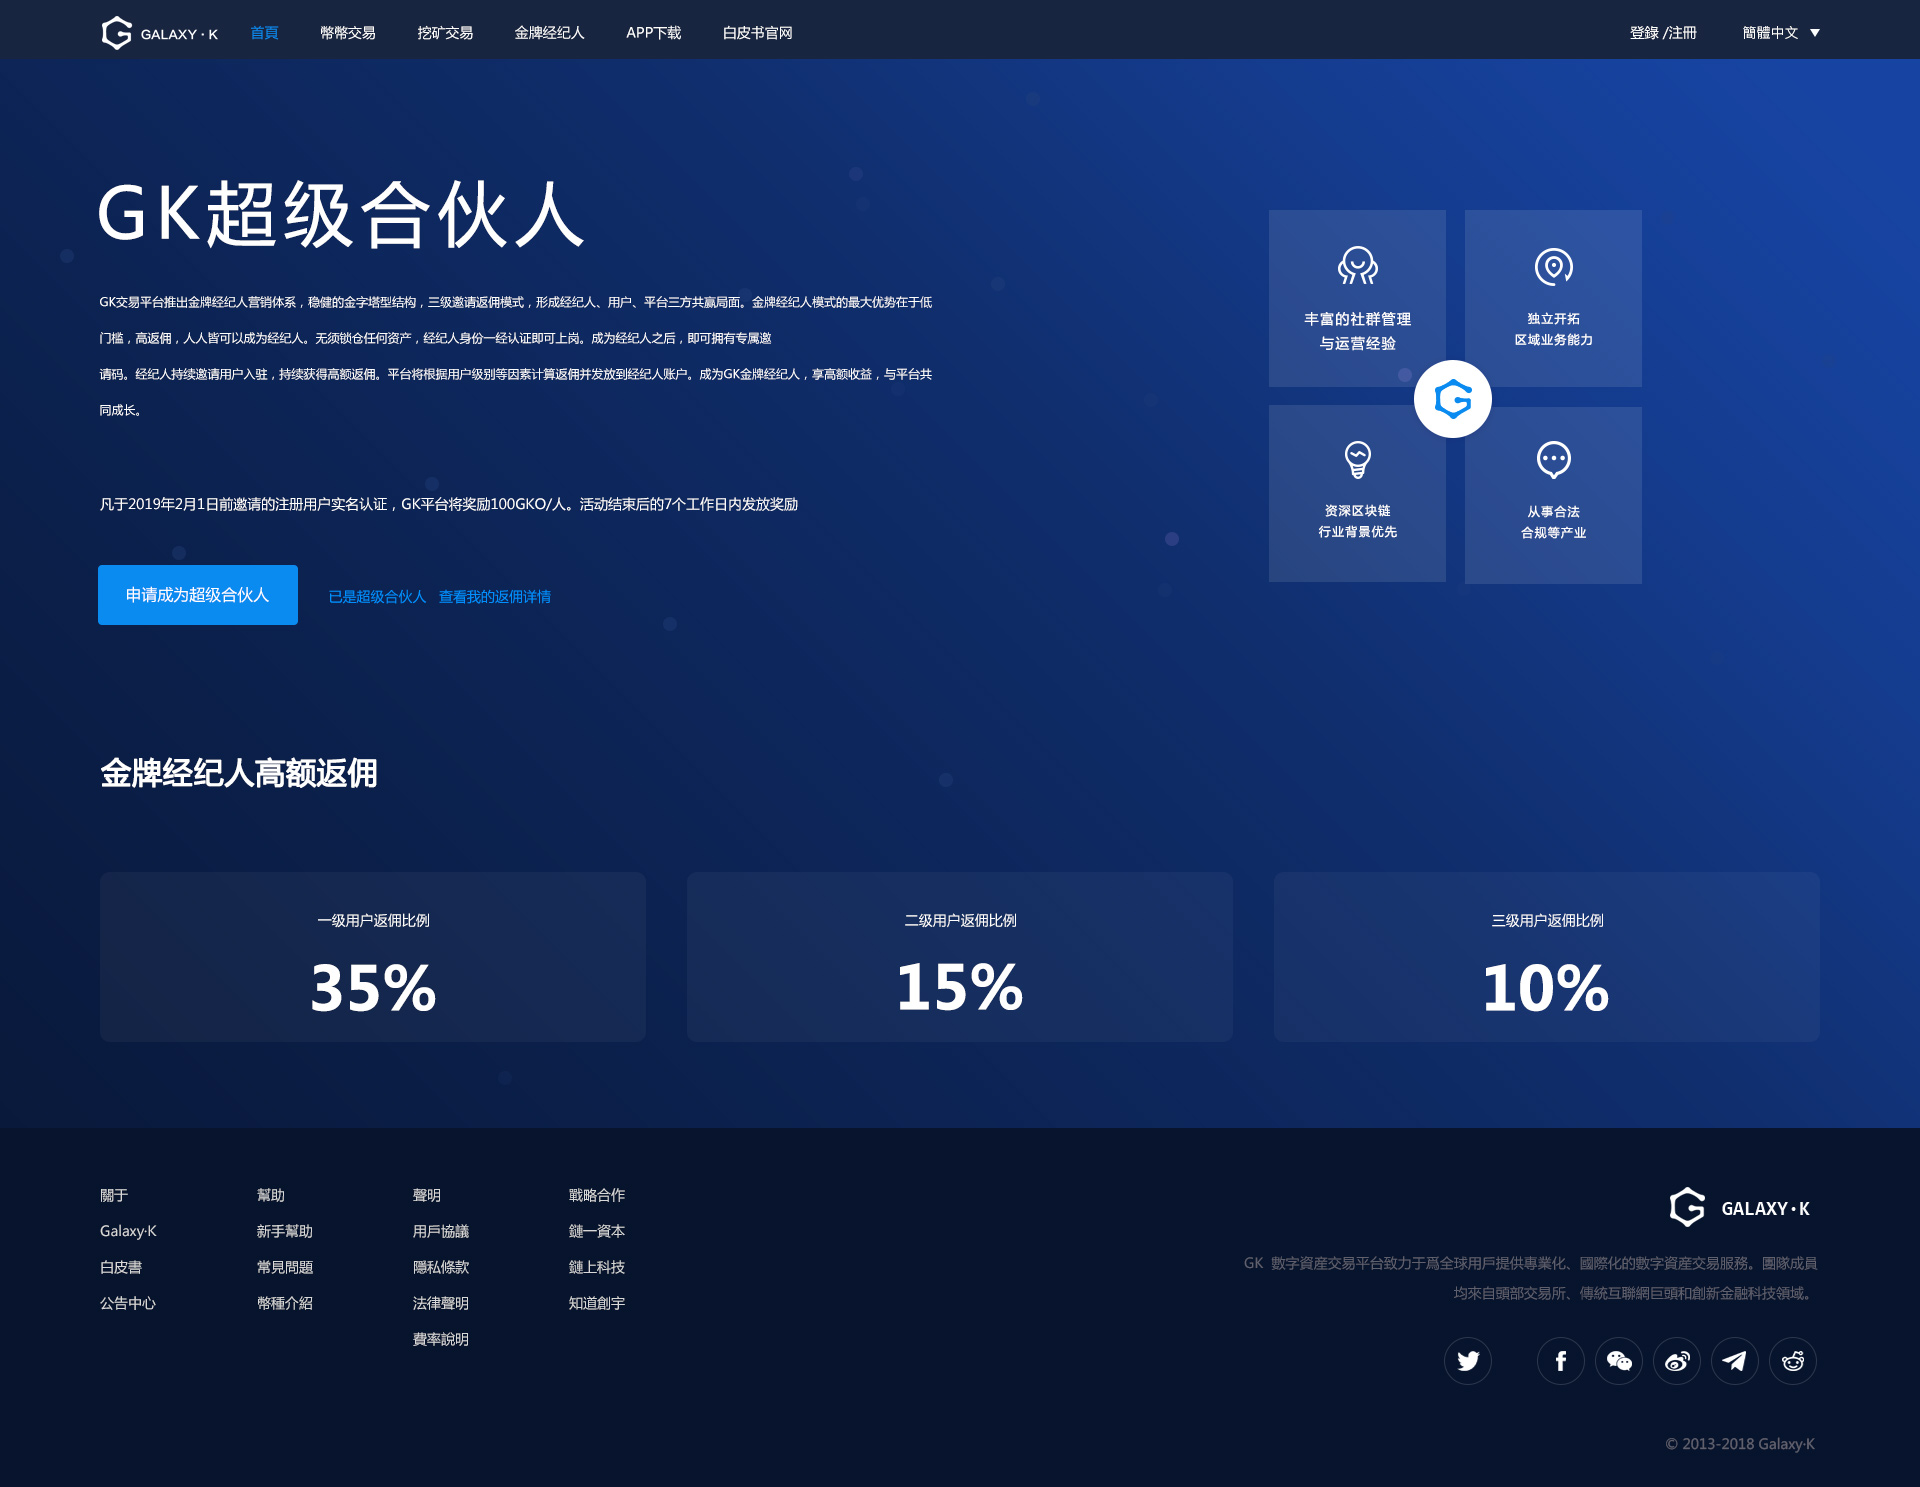 GALAXY·K 首頁 幣幣交易 挖矿交易 金牌经纪人 APP下载 白皮书官网 登錄 /注冊 簡體中文
GK超级合伙人
GK交易平台推出金牌经纪人营销体系，稳健的金字塔型结构，三级邀请返佣模式，形成经纪人、用户、平台三方共赢局面。金牌经纪人模式的最大优势在于低
门槛，高返佣，人人皆可以成为经纪人。无须锁仓任何资产，经纪人身份一经认证即可上岗。成为经纪人之后，即可拥有专属邀
请码。经纪人持续邀请用户入驻，持续获得高额返佣。平台将根据用户级别等因素计算返佣并发放到经纪人账户。成为GK金牌经纪人，享高额收益，与平台共
同成长。
凡于2019年2月1日前邀请的注册用户实名认证，GK平台将奖励100GKO/人。活动结束后的7个工作日内发放奖励
申请成为超级合伙人 已是超级合伙人 查看我的返佣详情
丰富的社群管理
与运营经验
独立开拓
区域业务能力
资深区块链
行业背景优先
从事合法
合规等产业
金牌经纪人高额返佣
一级用户返佣比例
35%
二级用户返佣比例
15%
三级用户返佣比例
10%
關于
Galaxy·K
白皮書
公告中心
幫助
新手幫助
常見問題
幣種介紹
聲明
用戶協議
隱私條款
法律聲明
費率說明
戰略合作
鏈一資本
鏈上科技
知道創宇
GALAXY·K
GK 數字資産交易平台致力于爲全球用戶提供專業化、國際化的數字資産交易服務。團隊成員
均來自頭部交易所、傳統互聯網巨頭和創新金融科技領域。
© 2013-2018 Galaxy·K